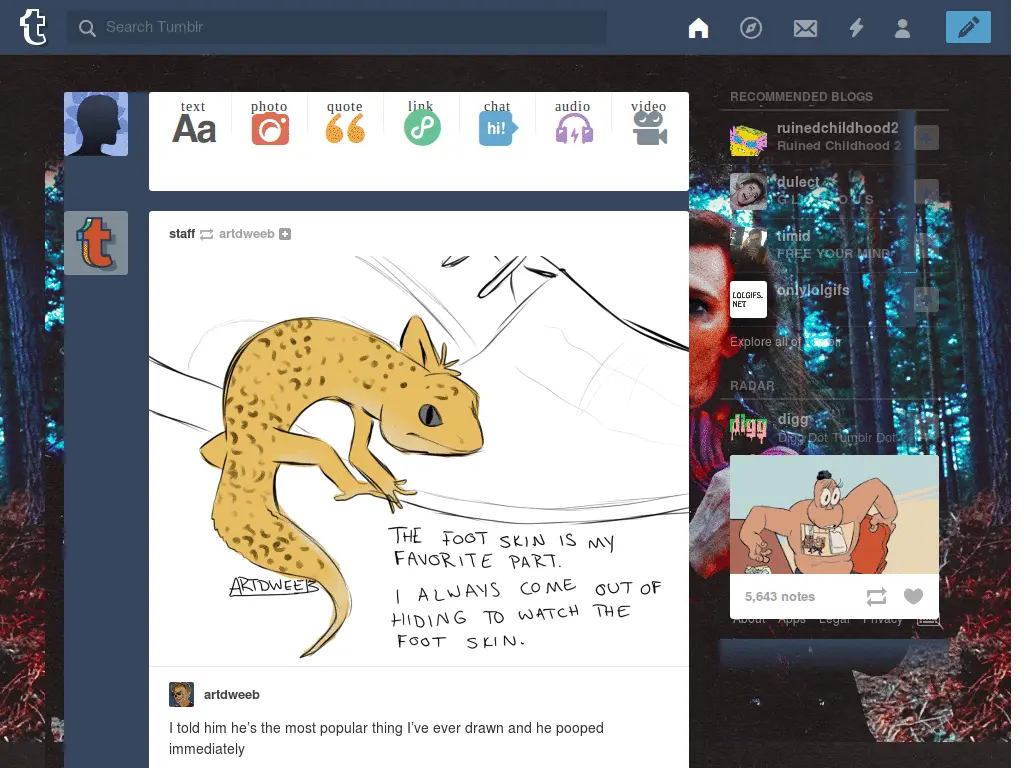 t
Search Tumblr
text
photo
quote
link
chat
audio
video
Aa
hi!
t
staff
artdweeb
THE FOOT SKIN IS MY
FAVORITE PART.
I ALWAYS COME OUT OF
HIDING TO WATCH THE
FOOT SKIN.
ARTDWEEB
artdweeb
I told him he's the most popular thing I've ever drawn and he pooped
immediately
RECOMMENDED BLOGS
ruinedchildhood2
Ruined Childhood 2
dulect
timid
FREE YOUR MIND
LOLGIFS.
NET
onlylolgifs
Explore all of Tumblr
RADAR
digg
digg
Digg Dot Tumblr Dot
5,643 notes
About Apps Legal Privacy